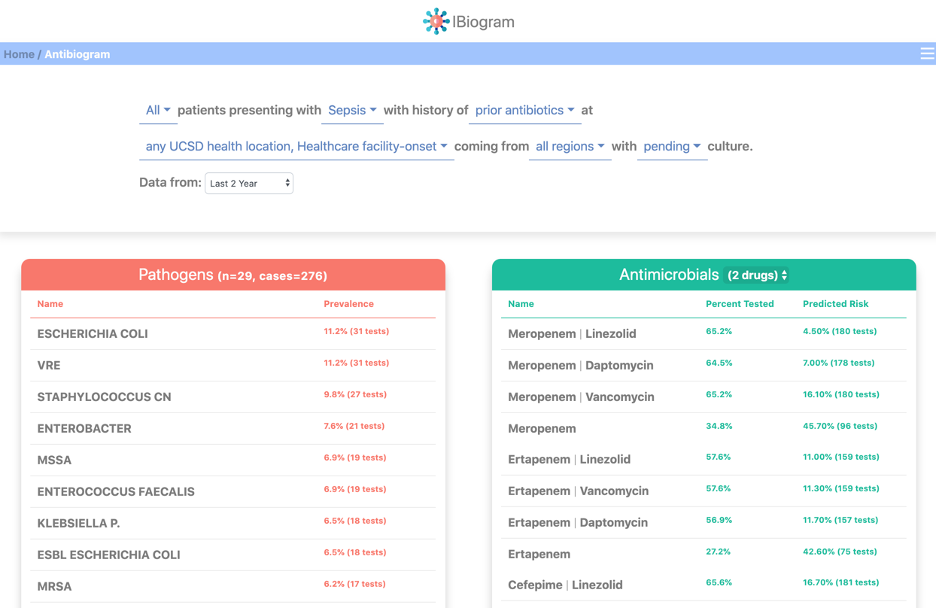 IBiogram
Home / Antibiogram
All patients presenting with Sepsis with history of prior antibiotics at
any UCSD health location, Healthcare facility-onset coming from all regions with pending culture.
Data from: Last 2 Year
Pathogens (n=29, cases=276)
Name Prevalence
ESCHERICHIA COLI 11.2% (31 tests)
VRE 11.2% (31 tests)
STAPHYLOCOCCUS CN 9.8% (27 tests)
ENTEROBACTER 7.6% (21 tests)
MSSA 6.9% (19 tests)
ENTEROCOCCUS FAECALIS 6.9% (19 tests)
KLEBSIELLA P. 6.5% (18 tests)
ESBL ESCHERICHIA COLI 6.5% (18 tests)
MRSA 6.2% (17 tests)
Antimicrobials (2 drugs)
Name Percent Tested Predicted Risk
Meropenem | Linezolid 65.2% 4.50% (180 tests)
Meropenem | Daptomycin 64.5% 7.00% (178 tests)
Meropenem | Vancomycin 65.2% 16.10% (180 tests)
Meropenem 34.8% 45.70% (96 tests)
Ertapenem | Linezolid 57.6% 11.00% (159 tests)
Ertapenem | Vancomycin 57.6% 11.30% (159 tests)
Ertapenem | Daptomycin 56.9% 11.70% (157 tests)
Ertapenem 27.2% 42.60% (75 tests)
Cefepime | Linezolid 65.6% 16.70% (181 tests)